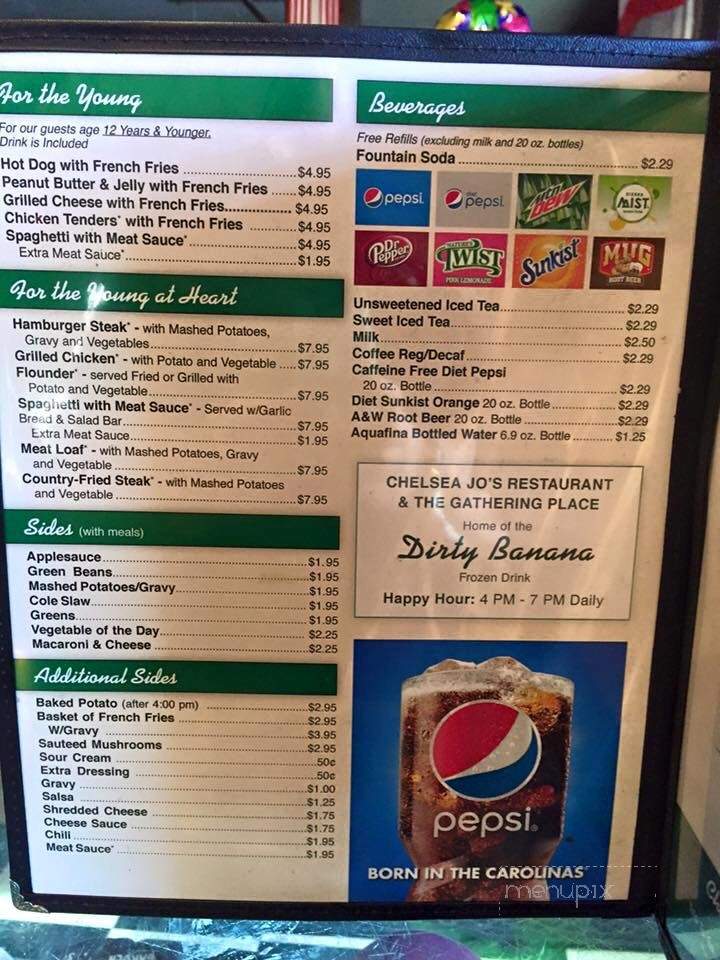 For the Young
For our guests age 12 Years & Younger.
Drink is Included
Hot Dog with French Fries ........ $4.95
Peanut Butter & Jelly with French Fries ..... $4.95
Grilled Cheese with French Fries........ $4.95
Chicken Tenders* with French Fries ........ $4.95
Spaghetti with Meat Sauce*........ $4.95
Extra Meat Sauce*........ $1.95
For the Young at Heart
Hamburger Steak* - with Mashed Potatoes,
Gravy and Vegetables........ $7.95
Grilled Chicken* - with Potato and Vegetable .... $7.95
Flounder* - served Fried or Grilled with
Potato and Vegetable........ $7.95
Spaghetti with Meat Sauce* - Served w/Garlic
Bread & Salad Bar........ $7.95
Extra Meat Sauce........ $1.95
Meat Loaf* - with Mashed Potatoes, Gravy
and Vegetable ........ $7.95
Country-Fried Steak* - with Mashed Potatoes
and Vegetable ........ $7.95
Sides (with meals)
Applesauce........ $1.95
Green Beans........ $1.95
Mashed Potatoes/Gravy........ $1.95
Cole Slaw........ $1.95
Greens........ $1.95
Vegetable of the Day........ $2.25
Macaroni & Cheese ........ $2.25
Additional Sides
Baked Potato (after 4:00 pm) ........ $2.95
Basket of French Fries ........ $2.95
W/Gravy ........ $3.95
Sauteed Mushrooms ........ $2.95
Sour Cream ........ 50¢
Extra Dressing ........ 50¢
Gravy ........ $1.00
Salsa ........ $1.25
Shredded Cheese ........ $1.75
Cheese Sauce ........ $1.75
Chili ........ $1.95
Meat Sauce* ........ $1.95
Beverages
Free Refills (excluding milk and 20 oz. bottles)
Fountain Soda ........ $2.29
pepsi. diet pepsi. Mtn Dew SIERRA MIST
Dr Pepper TWIST PINK LEMONADE Sunkist MUG ROOT BEER
Unsweetened Iced Tea........ $2.29
Sweet Iced Tea........ $2.29
Milk........ $2.50
Coffee Reg/Decaf........ $2.29
Caffeine Free Diet Pepsi
20 oz. Bottle ........ $2.29
Diet Sunkist Orange 20 oz. Bottle........ $2.29
A&W Root Beer 20 oz. Bottle ........ $2.29
Aquafina Bottled Water 6.9 oz. Bottle........ $1.25
CHELSEA JO'S RESTAURANT
& THE GATHERING PLACE
Home of the
Dirty Banana
Frozen Drink
Happy Hour: 4 PM - 7 PM Daily
pepsi®
BORN IN THE CAROLINAS
menupix